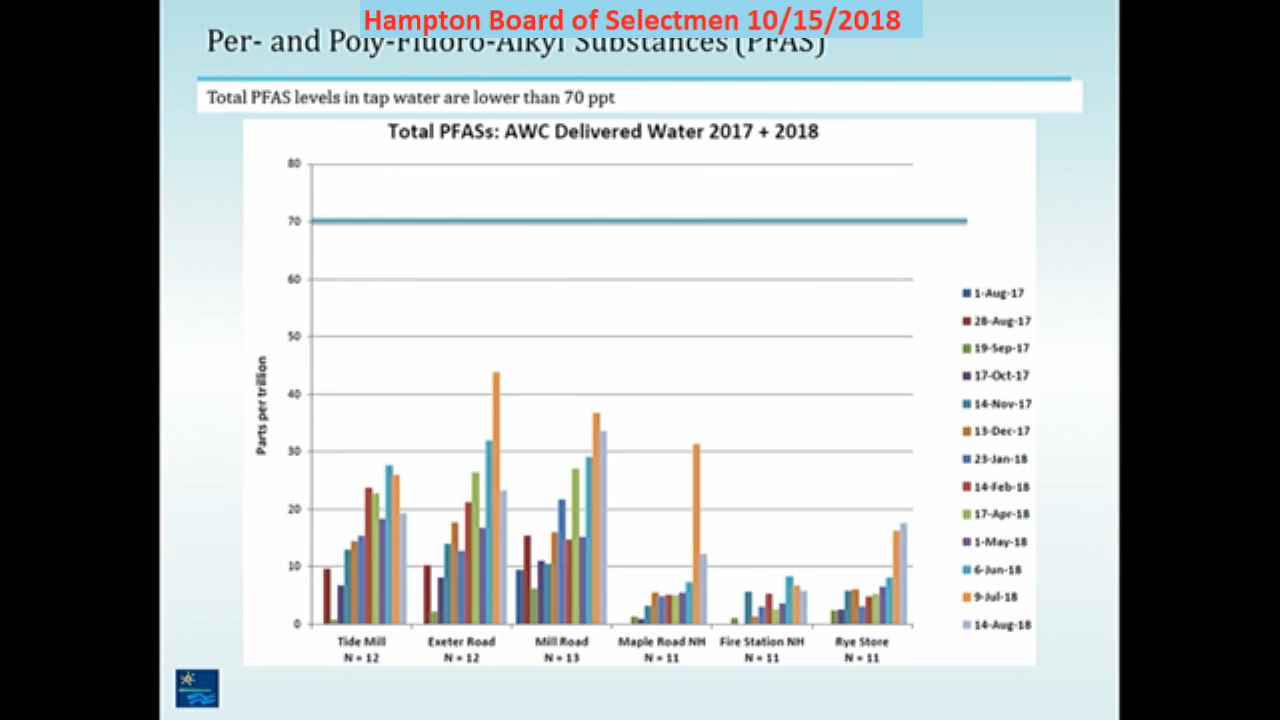 Hampton Board of Selectmen 10/15/2018
Per- and Poly-Fluoro-Alkyl Substances (PFAS)
Total PFAS levels in tap water are lower than 70 ppt
Total PFASs: AWC Delivered Water 2017 + 2018
80
70
60
50
40
30
20
10
0
Parts per trillion
1-Aug-17
28-Aug-17
19-Sep-17
17-Oct-17
14-Nov-17
13-Dec-17
23-Jan-18
14-Feb-18
17-Apr-18
1-May-18
6-Jun-18
9-Jul-18
14-Aug-18
Tide Mill Exeter Road Mill Road Maple Road NH Fire Station NH Rye Store
N = 12 N = 12 N = 13 N = 11 N = 11 N = 11